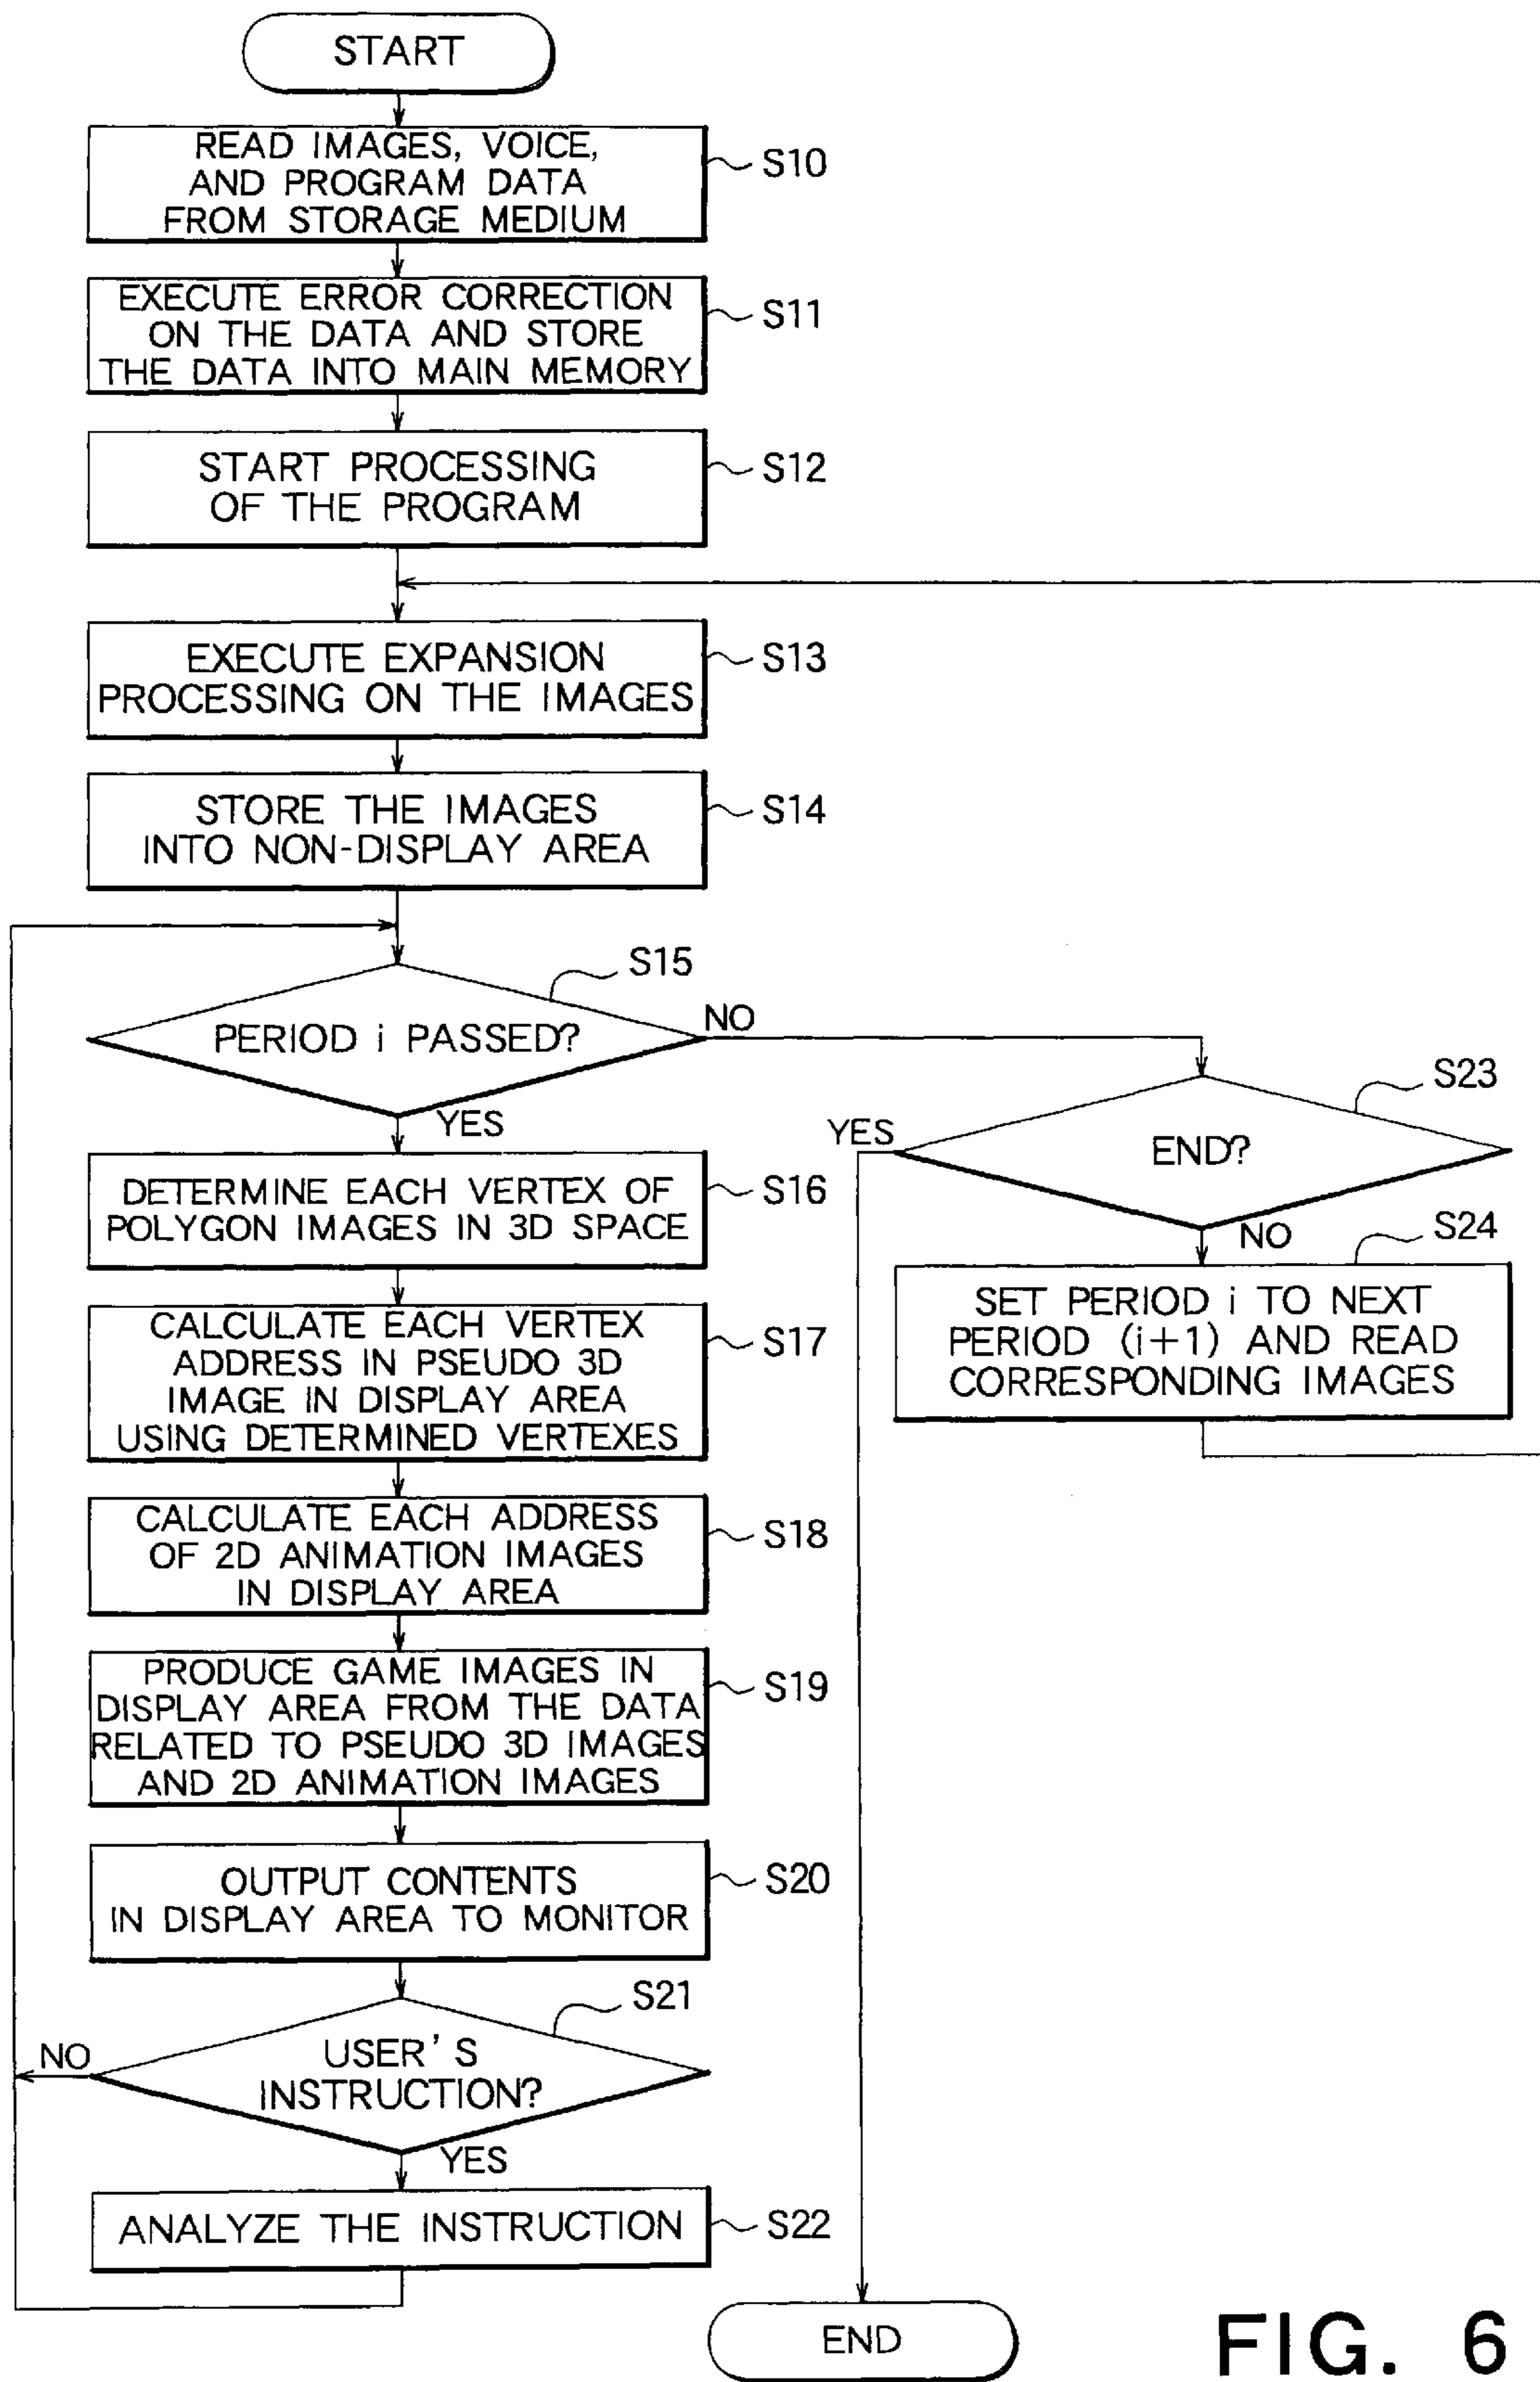 START
READ IMAGES, VOICE,
AND PROGRAM DATA
FROM STORAGE MEDIUM
S10
EXECUTE ERROR CORRECTION
ON THE DATA AND STORE
THE DATA INTO MAIN MEMORY
S11
START PROCESSING
OF THE PROGRAM
S12
EXECUTE EXPANSION
PROCESSING ON THE IMAGES
S13
STORE THE IMAGES
INTO NON-DISPLAY AREA
S14
S15
PERIOD i PASSED?
NO
YES
S23
END?
YES
NO
S24
SET PERIOD i TO NEXT
PERIOD (i+1) AND READ
CORRESPONDING IMAGES
DETERMINE EACH VERTEX OF
POLYGON IMAGES IN 3D SPACE
S16
CALCULATE EACH VERTEX
ADDRESS IN PSEUDO 3D
IMAGE IN DISPLAY AREA
USING DETERMINED VERTEXES
S17
CALCULATE EACH ADDRESS
OF 2D ANIMATION IMAGES
IN DISPLAY AREA
S18
PRODUCE GAME IMAGES IN
DISPLAY AREA FROM THE DATA
RELATED TO PSEUDO 3D IMAGES
AND 2D ANIMATION IMAGES
S19
OUTPUT CONTENTS
IN DISPLAY AREA TO MONITOR
S20
S21
USER'S
INSTRUCTION?
NO
YES
ANALYZE THE INSTRUCTION
S22
END
FIG. 6